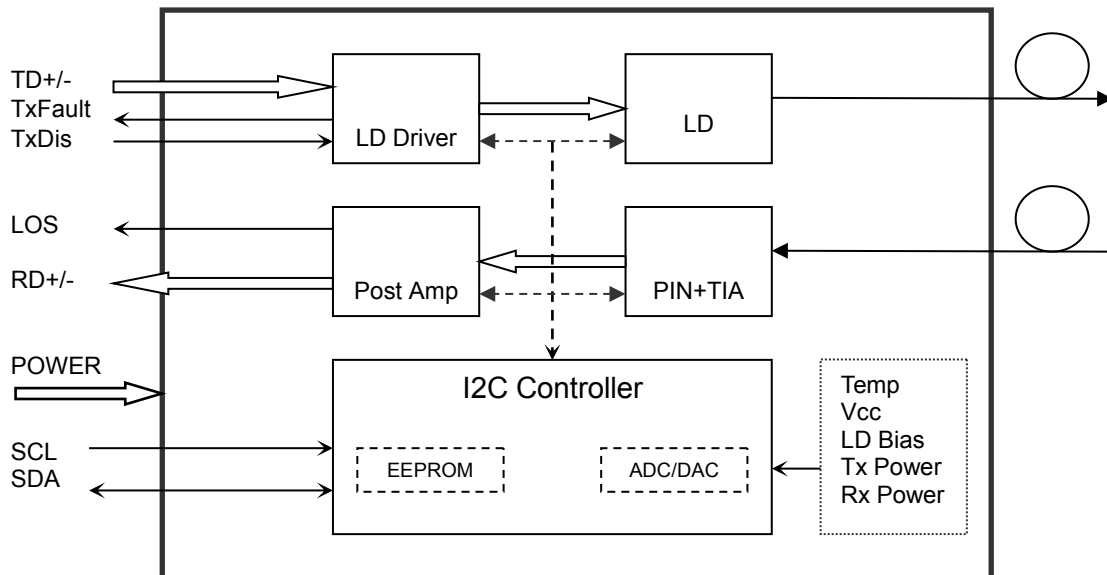 TD+/-
TxFault
TxDis
LD Driver
LD
LOS
RD+/-
Post Amp
PIN+TIA
POWER
I2C Controller
SCL
SDA
EEPROM
ADC/DAC
Temp
Vcc
LD Bias
Tx Power
Rx Power